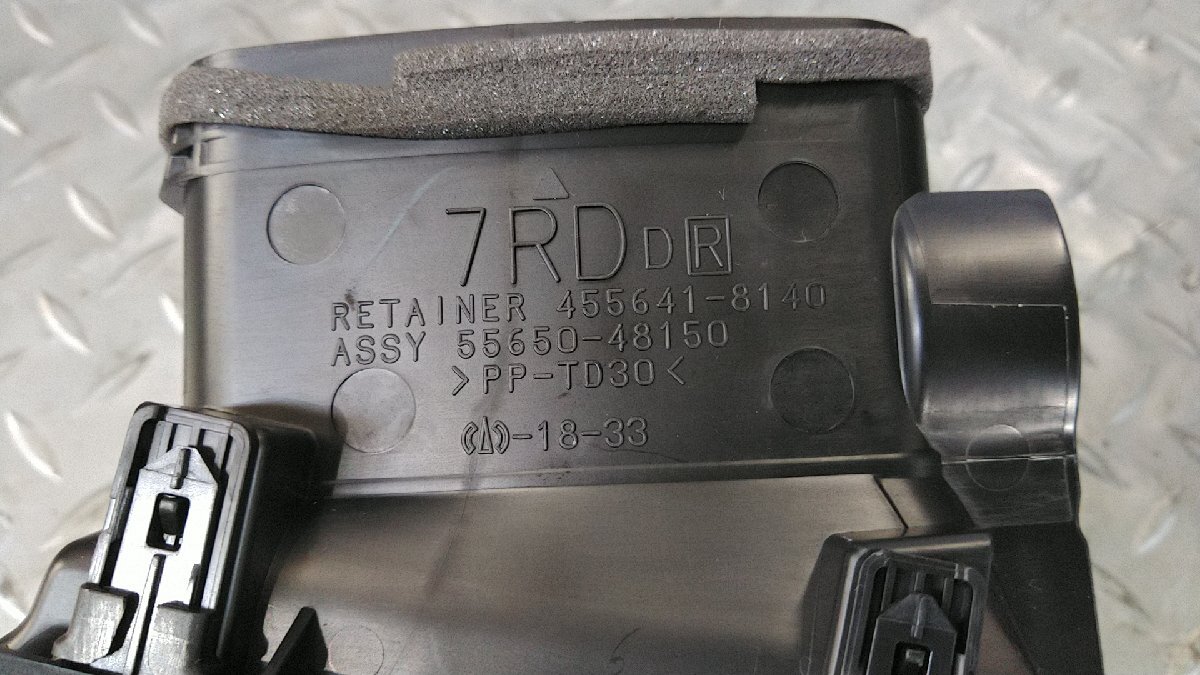 7RD D R
RETAINER 455641-8140
ASSY 55650-48150
>PP-TD30<
-18-33